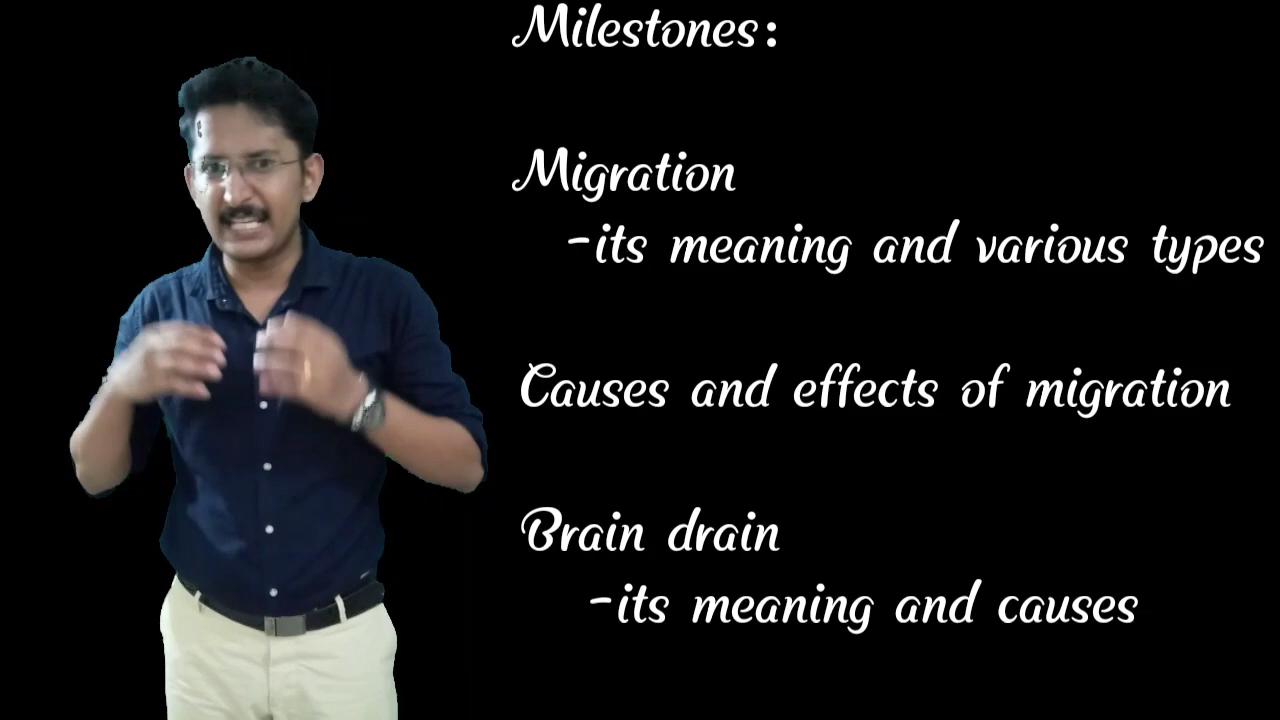 Milestones:
Migration
-its meaning and various types
Causes and effects of migration
Brain drain
-its meaning and causes